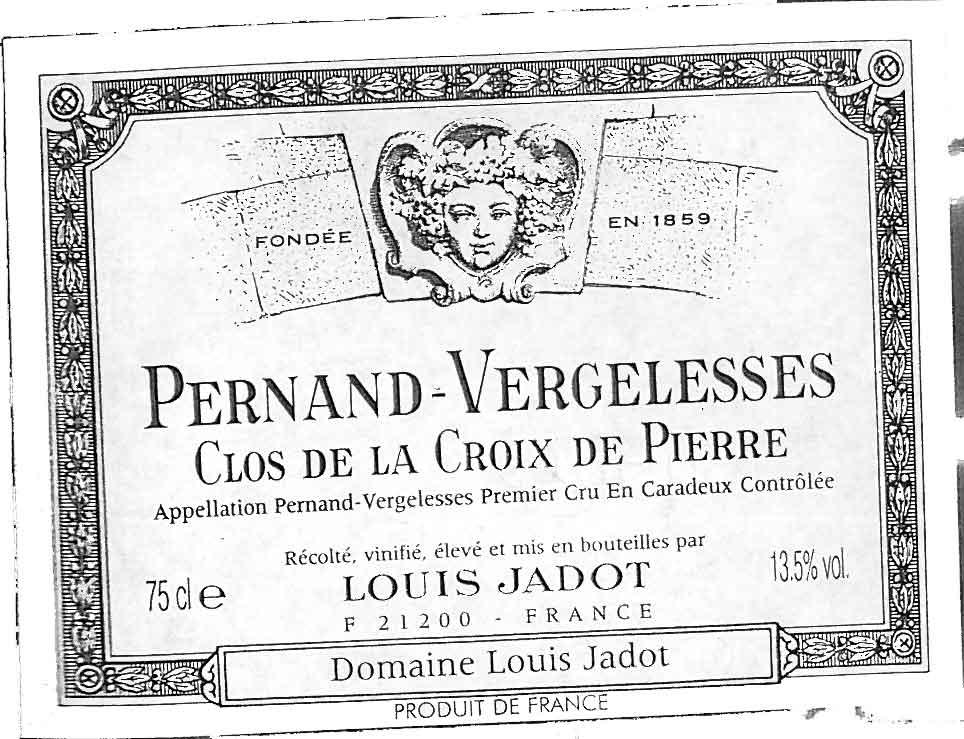 FONDÉE EN 1859
PERNAND-VERGELESSES
CLOS DE LA CROIX DE PIERRE
Appellation Pernand-Vergelesses Premier Cru En Caradeux Contrôlée
Récolté, vinifié, élevé et mis en bouteilles par
75 cl e LOUIS JADOT 13.5% vol.
F 21200 - FRANCE
Domaine Louis Jadot
PRODUIT DE FRANCE